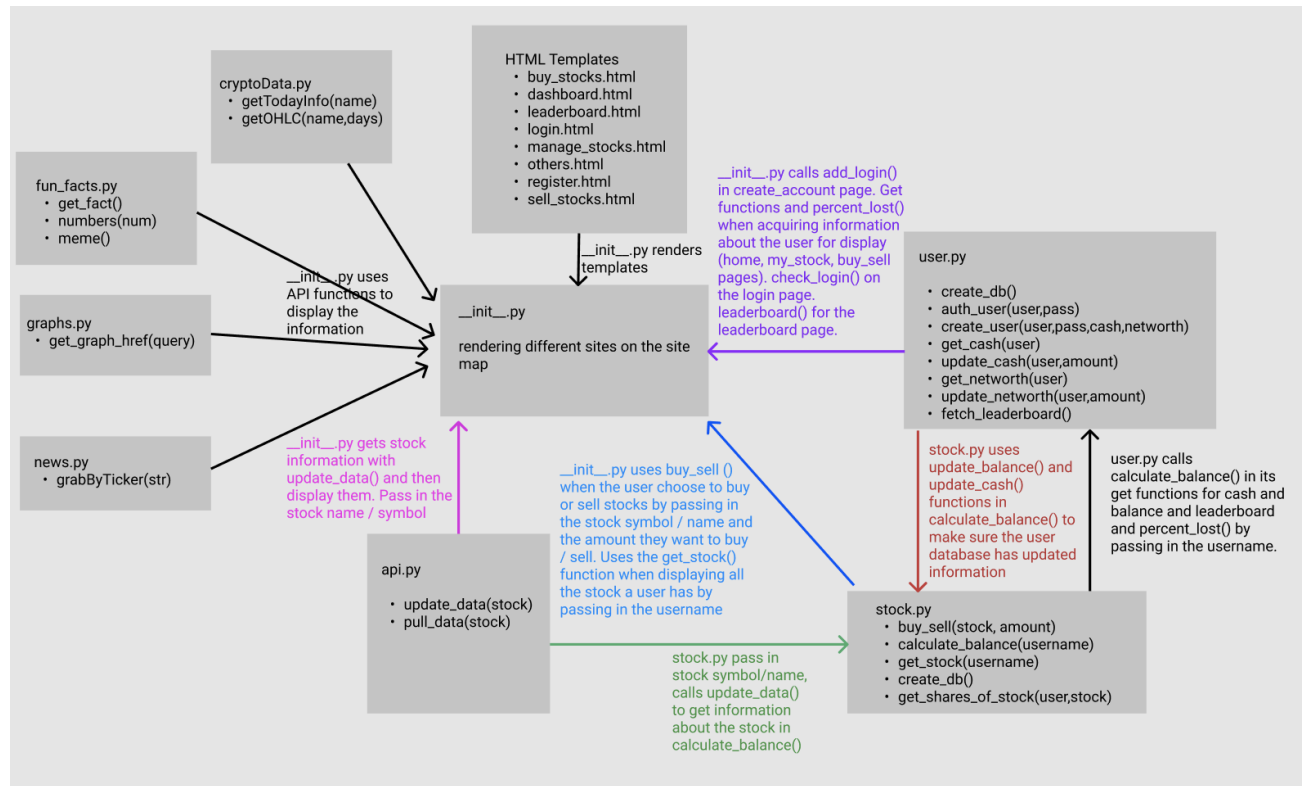 HTML Templates
• buy_stocks.html
• dashboard.html
• leaderboard.html
• login.html
• manage_stocks.html
• others.html
• register.html
• sell_stocks.html
cryptoData.py
• getTodayInfo(name)
• getOHLC(name,days)
fun_facts.py
• get_fact()
• numbers(num)
• meme()
__init__.py uses
API functions to
display the
information
__init__.py renders
templates
__init__.py calls add_login()
in create_account page. Get
functions and percent_lost()
when acquiring information
about the user for display
(home, my_stock, buy_sell
pages). check_login() on
the login page.
leaderboard() for the
leaderboard page.
user.py
• create_db()
• auth_user(user,pass)
• create_user(user,pass,cash,networth)
• get_cash(user)
• update_cash(user,amount)
• get_networth(user)
• update_networth(user,amount)
• fetch_leaderboard()
graphs.py
• get_graph_href(query)
__init__.py
rendering different sites on the site
map
news.py
• grabByTicker(str)
__init__.py gets stock
information with
update_data() and then
display them. Pass in the
stock name / symbol
__init__.py uses buy_sell ()
when the user choose to buy
or sell stocks by passing in
the stock symbol / name and
the amount they want to buy
/ sell. Uses the get_stock()
function when displaying all
the stock a user has by
passing in the username
stock.py uses
update_balance() and
update_cash()
functions in
calculate_balance() to
make sure the user
database has updated
information
user.py calls
calculate_balance() in its
get functions for cash and
balance and leaderboard
and percent_lost() by
passing in the username.
api.py
• update_data(stock)
• pull_data(stock)
stock.py
• buy_sell(stock, amount)
• calculate_balance(username)
• get_stock(username)
• create_db()
• get_shares_of_stock(user,stock)
stock.py pass in
stock symbol/name,
calls update_data()
to get information
about the stock in
calculate_balance()